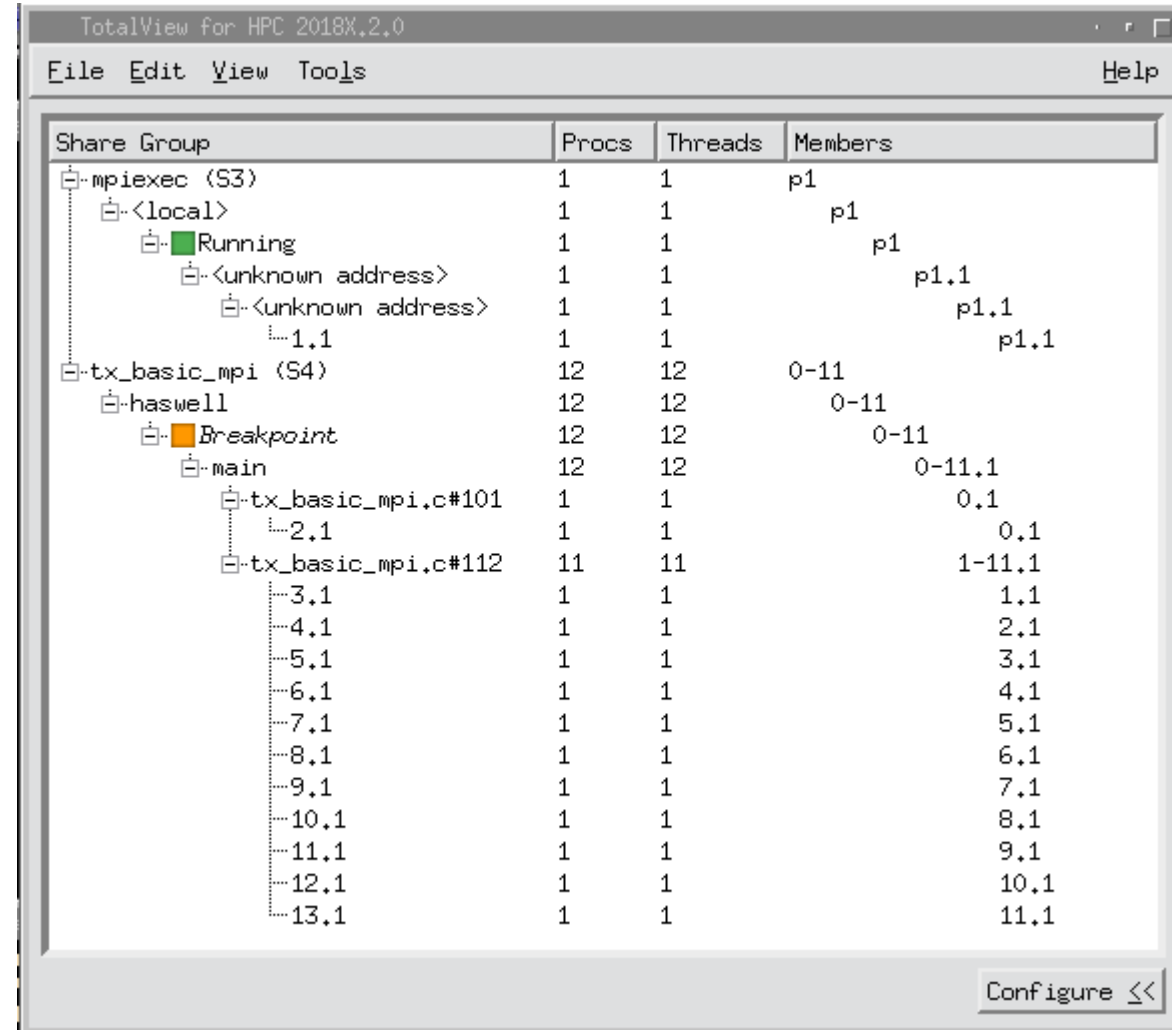 TotalView for HPC 2018X.2.0
File Edit View Tools Help
Share Group Procs Threads Members
mpiexec (S3) 1 1 p1
<local> 1 1 p1
Running 1 1 p1
<unknown address> 1 1 p1.1
<unknown address> 1 1 p1.1
1.1 1 1 p1.1
tx_basic_mpi (S4) 12 12 0-11
haswell 12 12 0-11
Breakpoint 12 12 0-11
main 12 12 0-11.1
tx_basic_mpi.c#101 1 1 0.1
2.1 1 1 0.1
tx_basic_mpi.c#112 11 11 1-11.1
3.1 1 1 1.1
4.1 1 1 2.1
5.1 1 1 3.1
6.1 1 1 4.1
7.1 1 1 5.1
8.1 1 1 6.1
9.1 1 1 7.1
10.1 1 1 8.1
11.1 1 1 9.1
12.1 1 1 10.1
13.1 1 1 11.1
Configure <<